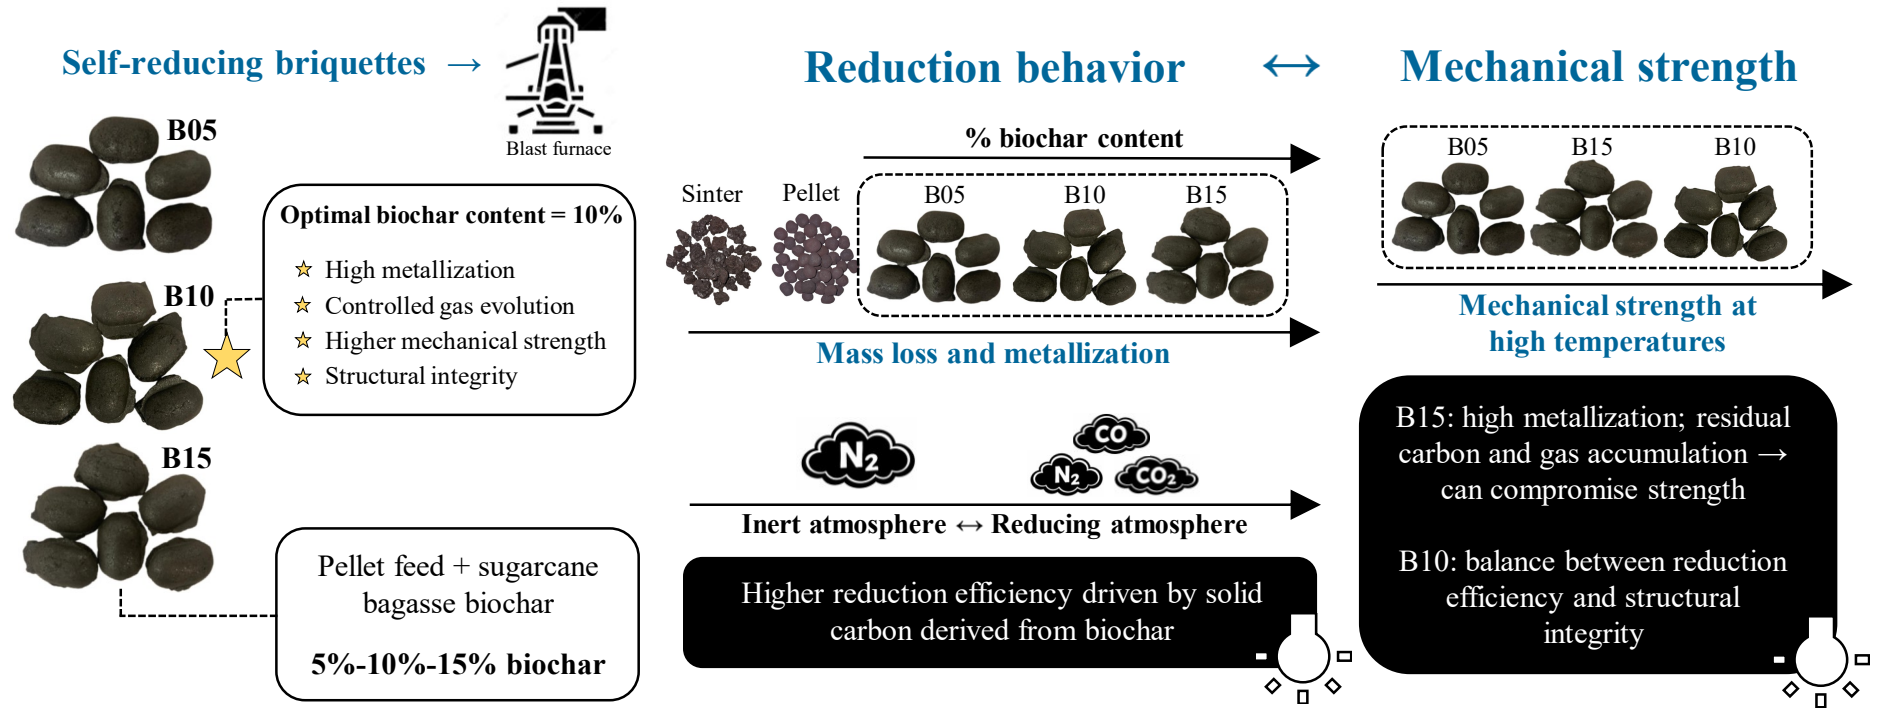 Self-reducing briquettes →
Blast furnace
B05
B10
B15
Optimal biochar content = 10%
High metallization
Controlled gas evolution
Higher mechanical strength
Structural integrity
Pellet feed + sugarcane
bagasse biochar
5%-10%-15% biochar
Reduction behavior ↔ Mechanical strength
% biochar content
Sinter
Pellet
B05
B10
B15
Mass loss and metallization
N₂
CO
N₂
CO₂
Inert atmosphere ↔ Reducing atmosphere
Higher reduction efficiency driven by solid
carbon derived from biochar
B05
B15
B10
Mechanical strength at
high temperatures
B15: high metallization; residual
carbon and gas accumulation →
can compromise strength
B10: balance between reduction
efficiency and structural
integrity